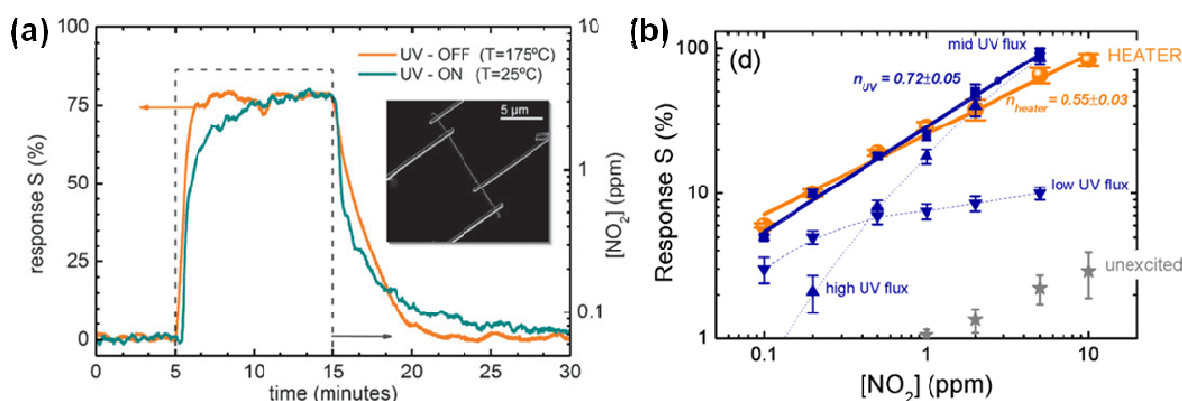 (a)
100
75
50
25
0
response S (%)
0 5 10 15 20 25 30
time (minutes)
10
1
0.1
[NO2] (ppm)
UV - OFF (T=175ºC)
UV - ON (T=25ºC)
5 µm
(b)
(d)
100
10
1
Response S (%)
0.1 1 10
[NO2] (ppm)
mid UV flux
HEATER
nUV = 0.72±0.05
nheater = 0.55±0.03
low UV flux
high UV flux
unexcited